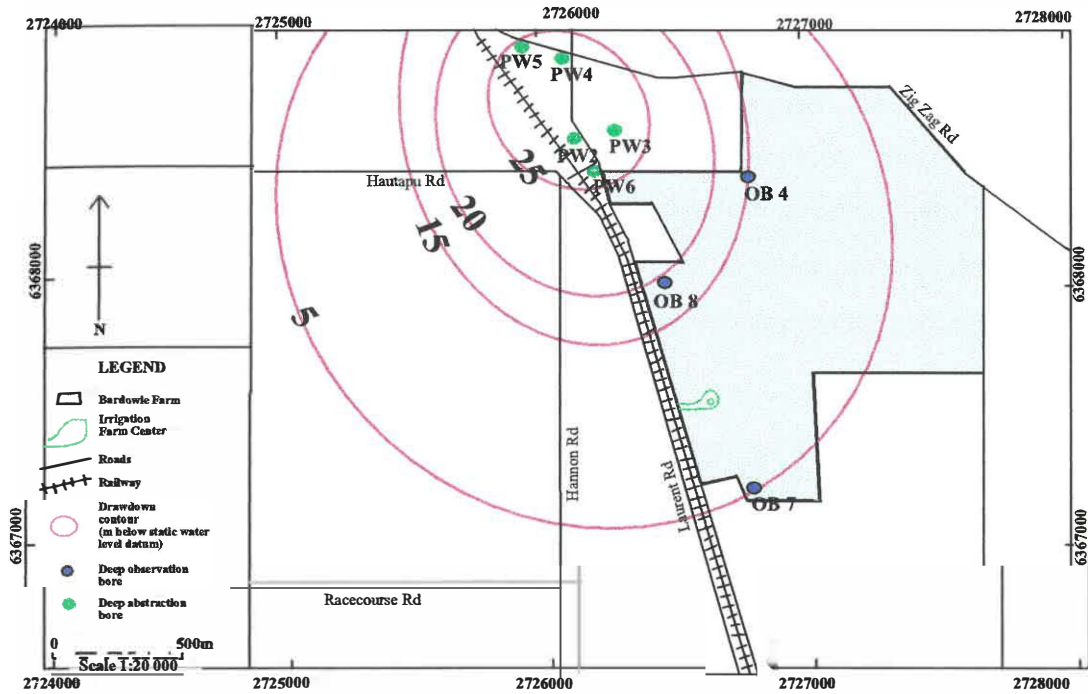 2724000
2725000
2726000
2727000
2728000
PW5
PW4
Zig Zag Rd
PW2
PW3
25
PW6
Hautapu Rd
OB 4
20
15
6368000
6368000
OB 8
5
N
LEGEND
Bardowie Farm
Irrigation
Farm Center
Roads
Railway
Drawdown
contour
(m below static water
level datum)
Deep observation
bore
Deep abstraction
bore
0 500m
Scale 1:20 000
Hannon Rd
Laurent Rd
OB 7
6367000
6367000
Racecourse Rd
2724000
2725000
2726000
2727000
2728000